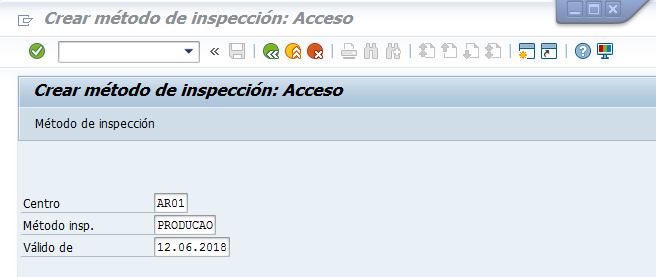 Crear método de inspección: Acceso
Crear método de inspección: Acceso
Método de inspección
Centro AR01
Método insp. PRODUCAO
Válido de 12.06.2018